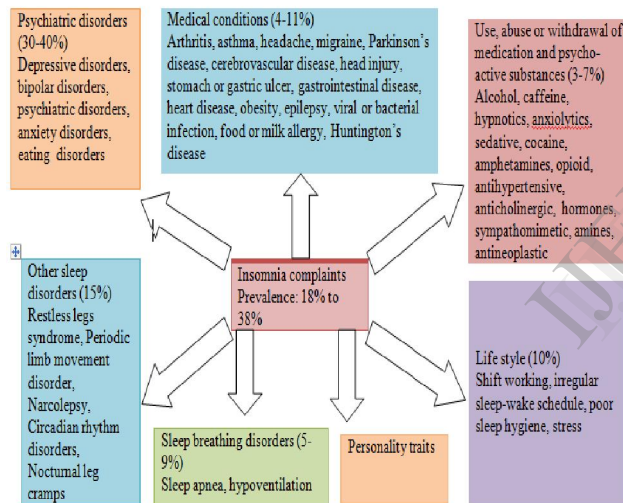 Psychiatric disorders
(30-40%)
Depressive disorders,
bipolar disorders,
psychiatric disorders,
anxiety disorders,
eating disorders
Medical conditions (4-11%)
Arthritis, asthma, headache, migraine, Parkinson's
disease, cerebrovascular disease, head injury,
stomach or gastric ulcer, gastrointestinal disease,
heart disease, obesity, epilepsy, viral or bacterial
infection, food or milk allergy, Huntington's
disease
Use, abuse or withdrawal of
medication and psycho-
active substances (3-7%)
Alcohol, caffeine,
hypnotics, anxiolytics,
sedative, cocaine,
amphetamines, opioid,
antihypertensive,
anticholinergic, hormones,
sympathomimetic, amines,
antineoplastic
Insomnia complaints
Prevalence: 18% to
38%
Other sleep
disorders (15%)
Restless legs
syndrome, Periodic
limb movement
disorder,
Narcolepsy,
Circadian rhythm
disorders,
Nocturnal leg
cramps
Sleep breathing disorders (5-
9%)
Sleep apnea, hypoventilation
Personality traits
Life style (10%)
Shift working, irregular
sleep-wake schedule, poor
sleep hygiene, stress